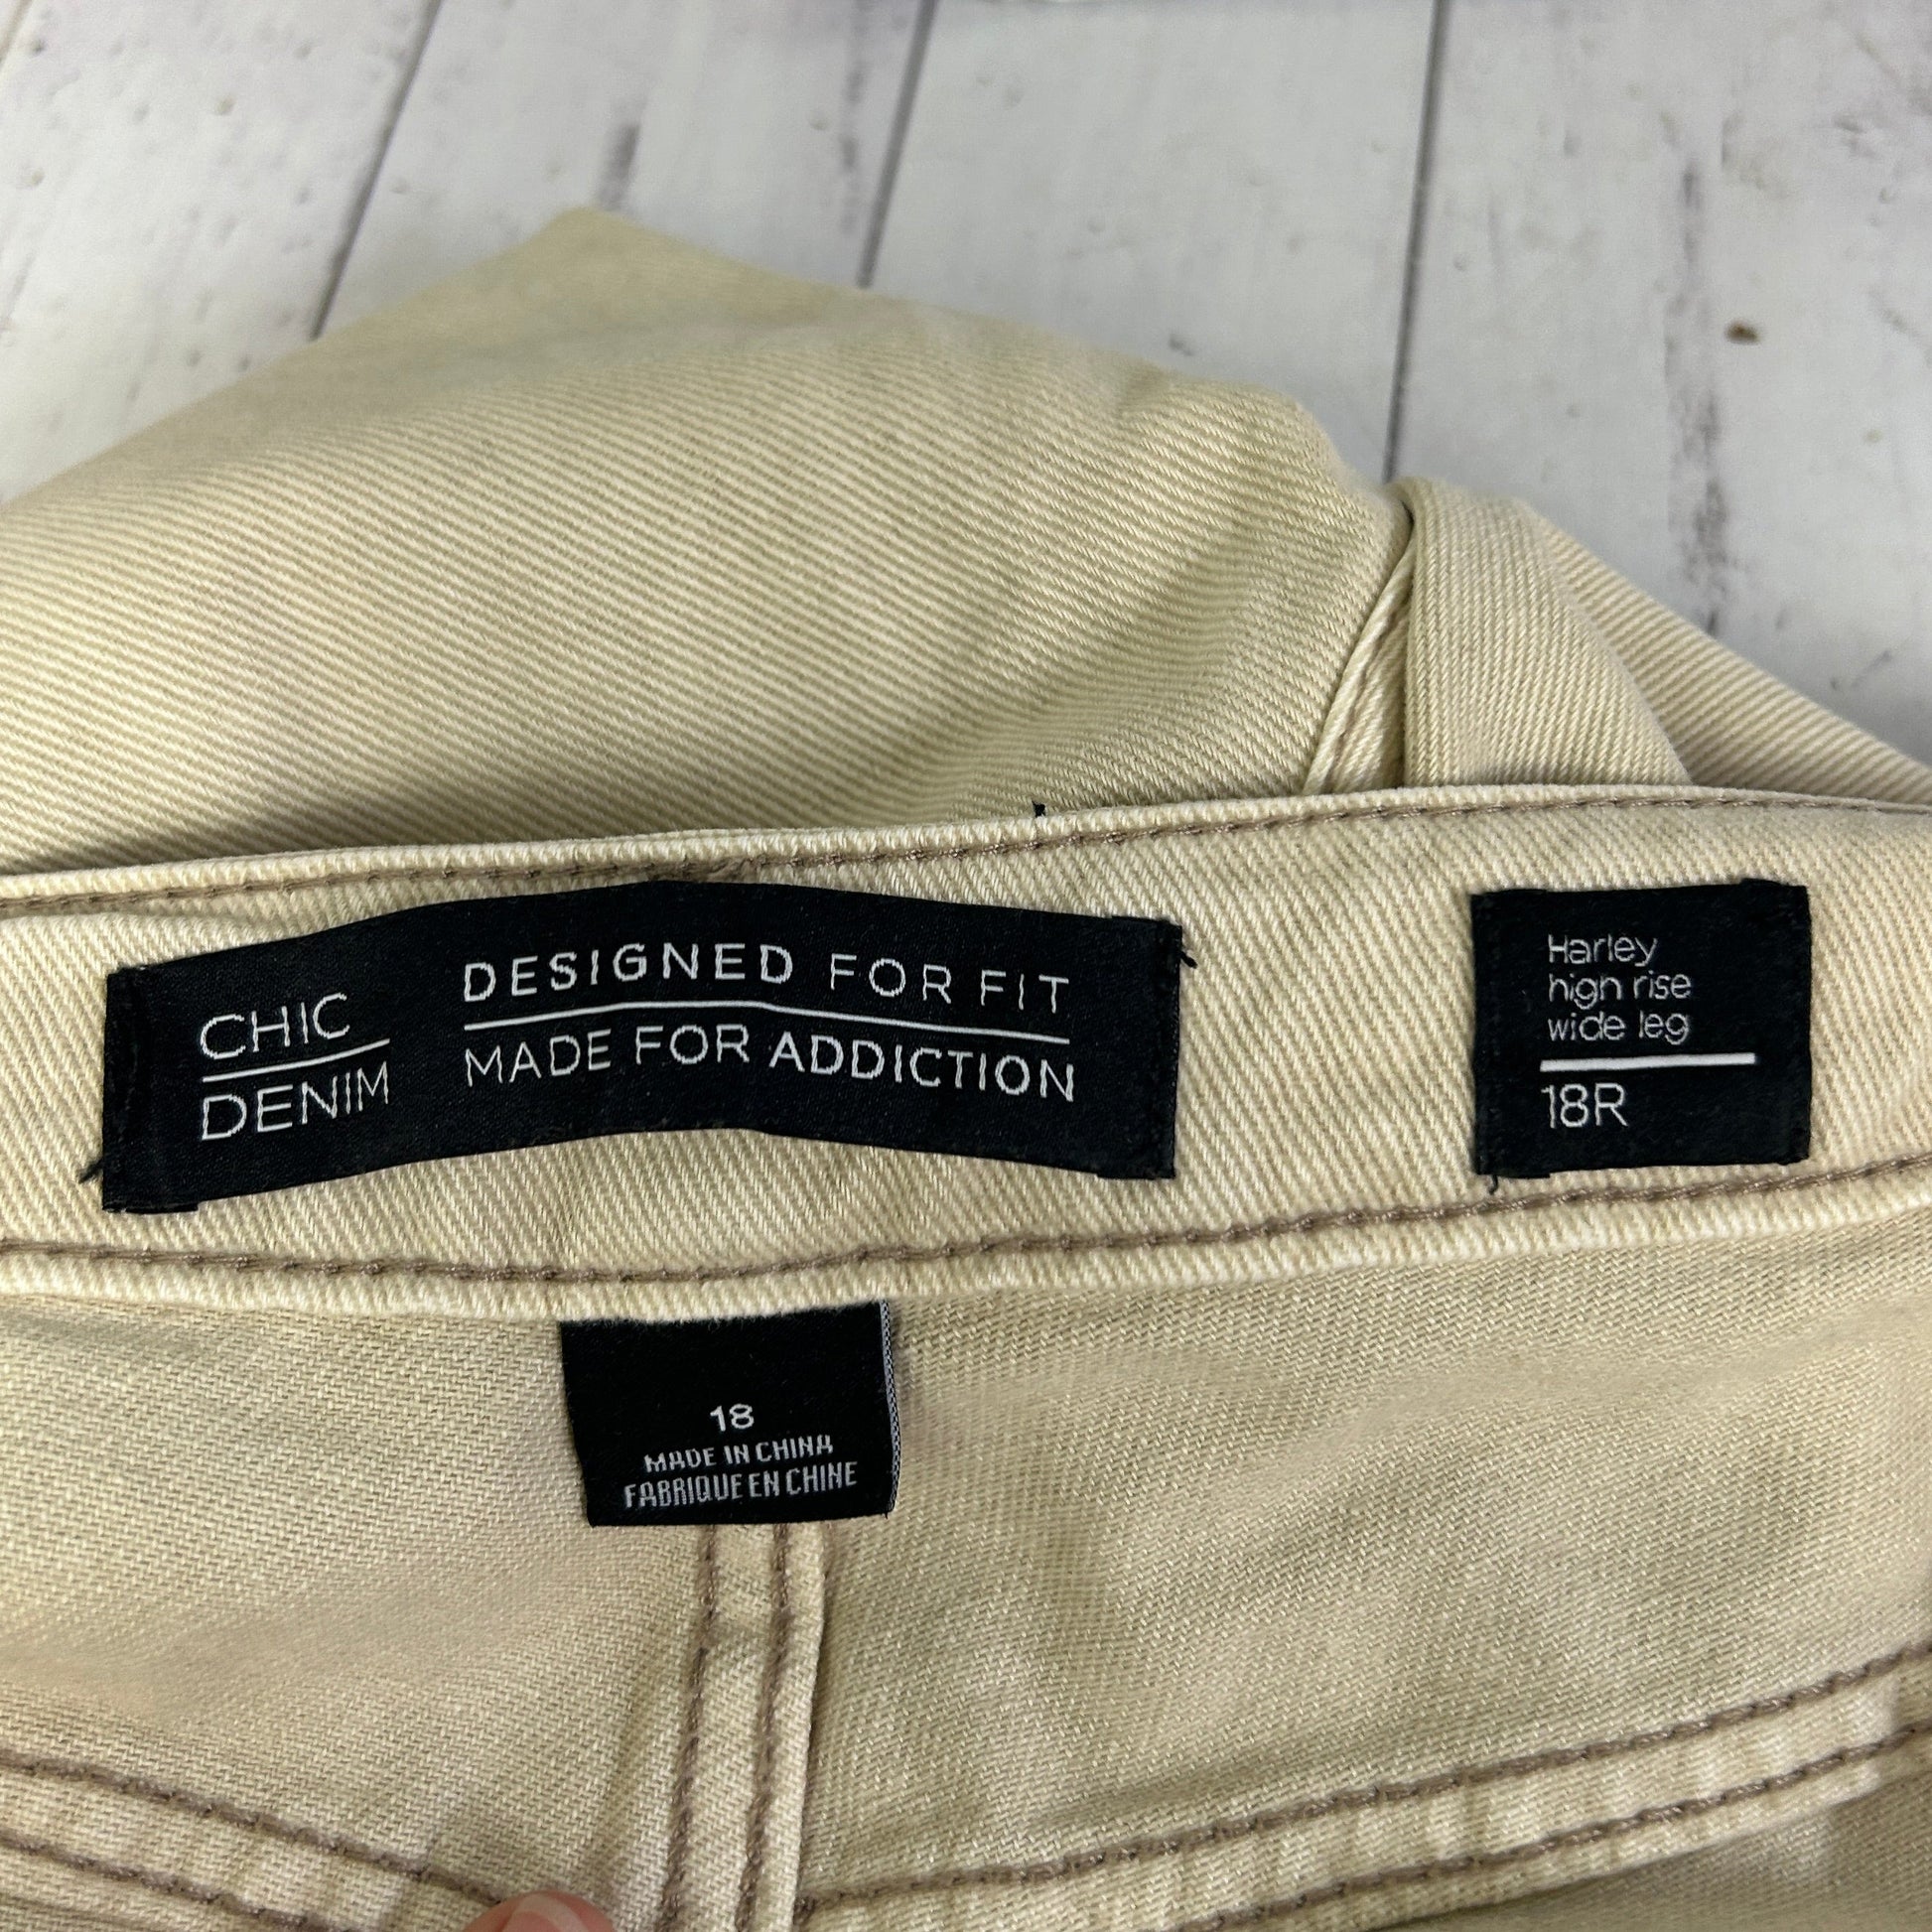 CHIC
DENIM
DESIGNED FOR FIT
MADE FOR ADDICTION
Harley
high rise
wide leg
18R
18
MADE IN CHINA
FABRIQUE EN CHINE